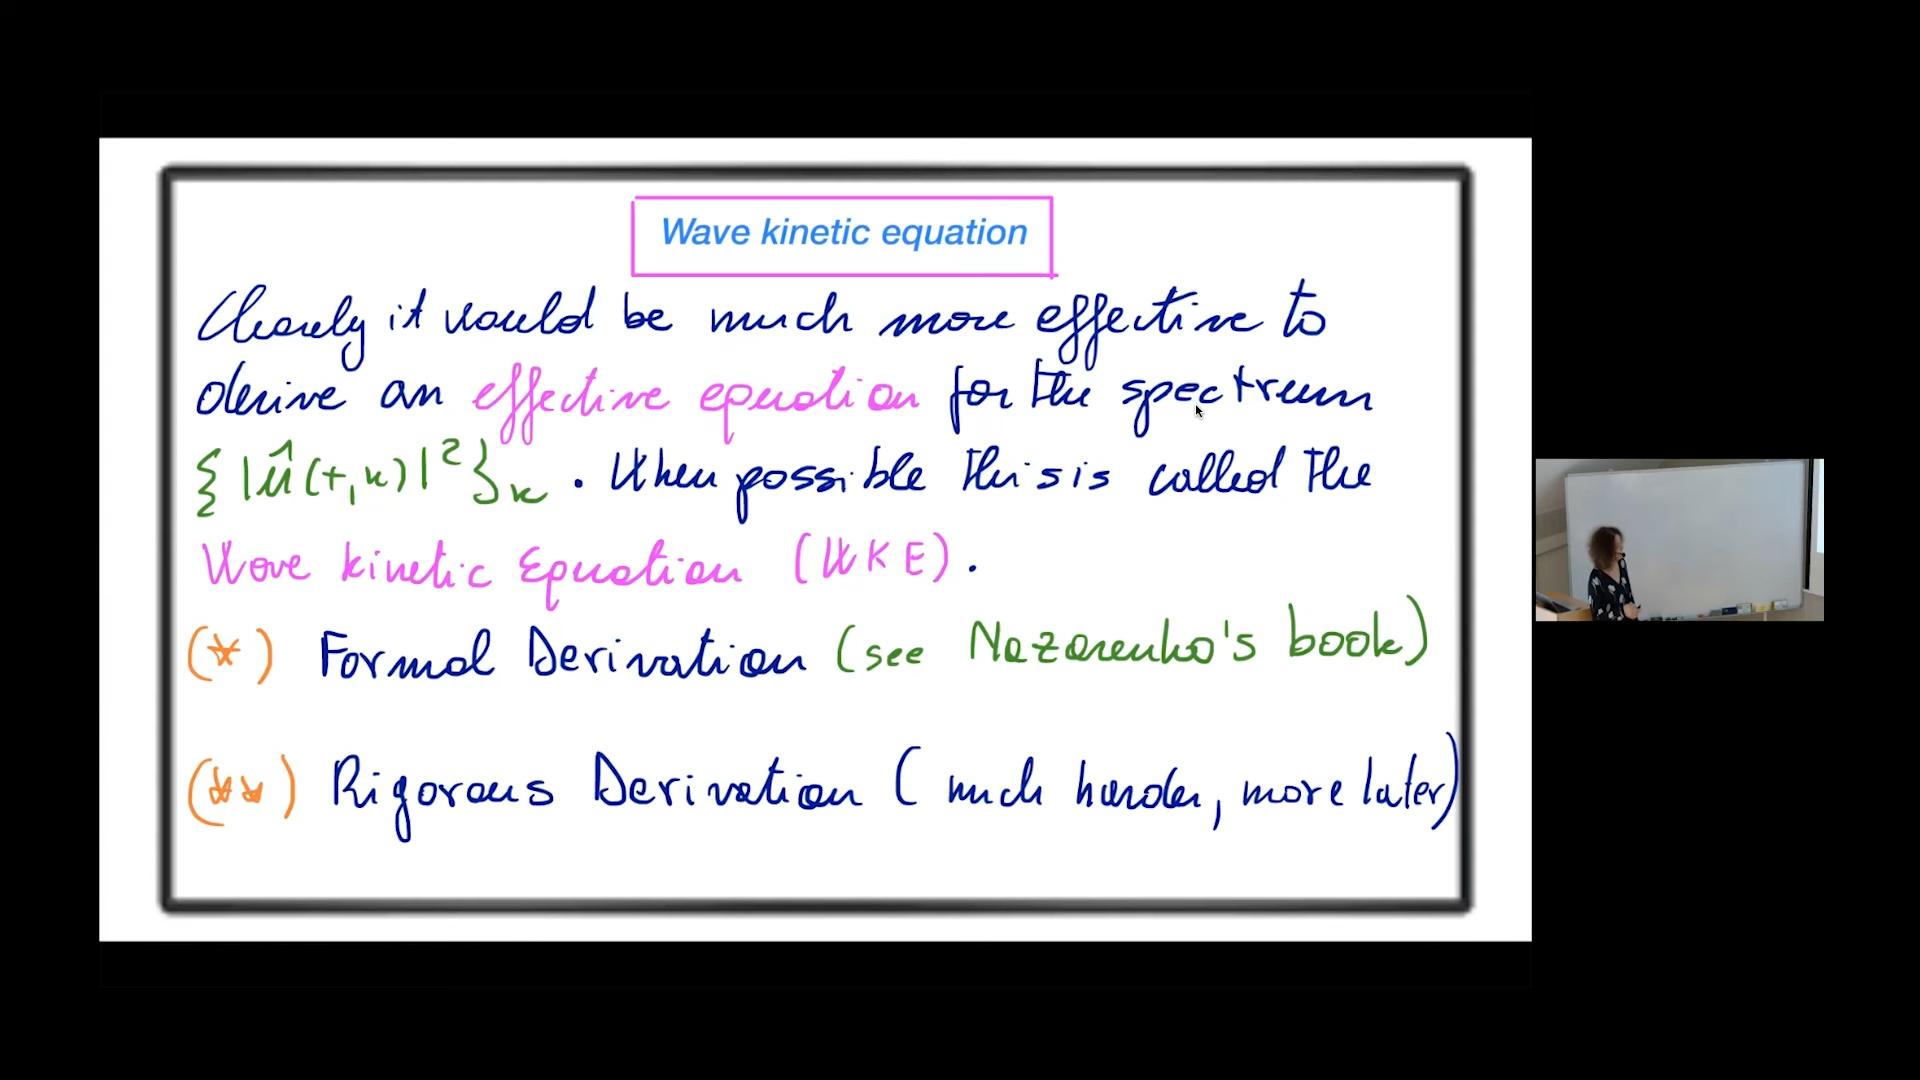 Wave kinetic equation
Clearly it would be much more effective to
derive an effective equation for the spectrum
{|û(t,k)|²}ₖ . When possible this is called the
Wave kinetic Equation (WKE).
(*) Formal Derivation (see Nazarenko's book)
(**) Rigorous Derivation (much harder, more later)